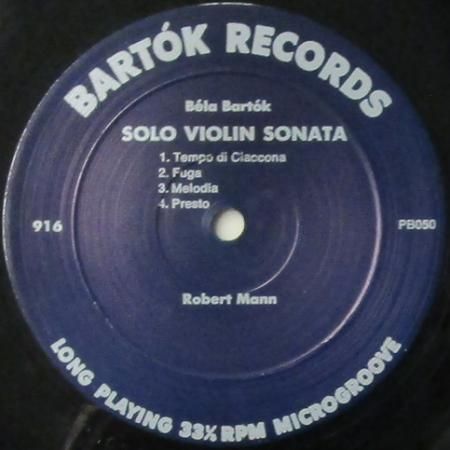 BARTÓK RECORDS
Béla Bartók
SOLO VIOLIN SONATA
1. Tempo di Ciaccona
2. Fuga
3. Melodia
4. Presto
916
PB050
Robert Mann
LONG PLAYING 33⅓ RPM MICROGROOVE